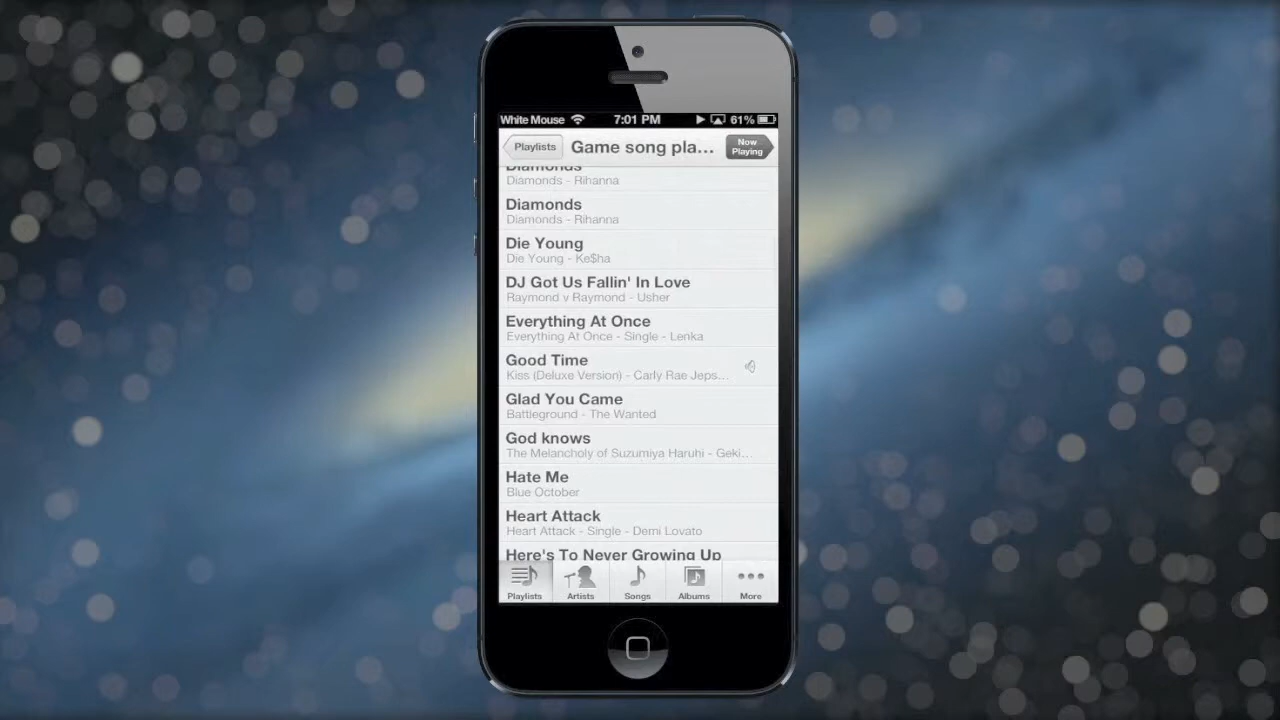 White Mouse 7:01 PM 61%
Playlists Game song pla... Now Playing
Diamonds
Diamonds - Rihanna
Diamonds
Diamonds - Rihanna
Die Young
Die Young - Ke$ha
DJ Got Us Fallin' In Love
Raymond v Raymond - Usher
Everything At Once
Everything At Once - Single - Lenka
Good Time
Kiss (Deluxe Version) - Carly Rae Jeps...
Glad You Came
Battleground - The Wanted
God knows
The Melancholy of Suzumiya Haruhi - Geki...
Hate Me
Blue October
Heart Attack
Heart Attack - Single - Demi Lovato
Here's To Never Growing Up
Playlists Artists Songs Albums More